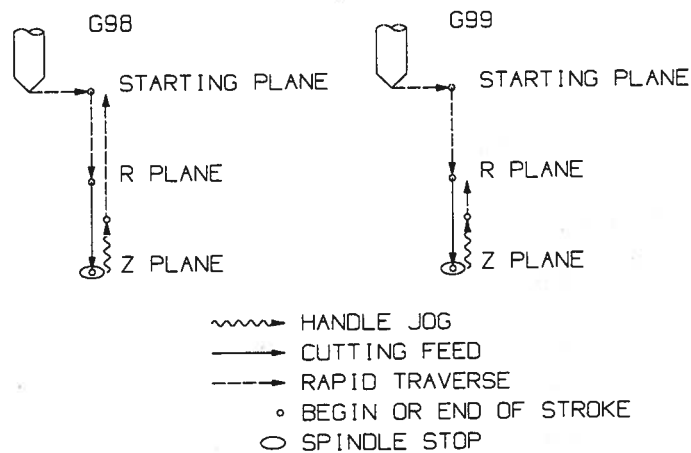 G98
STARTING PLANE
R PLANE
Z PLANE
G99
STARTING PLANE
R PLANE
Z PLANE
HANDLE JOG
CUTTING FEED
RAPID TRAVERSE
BEGIN OR END OF STROKE
SPINDLE STOP